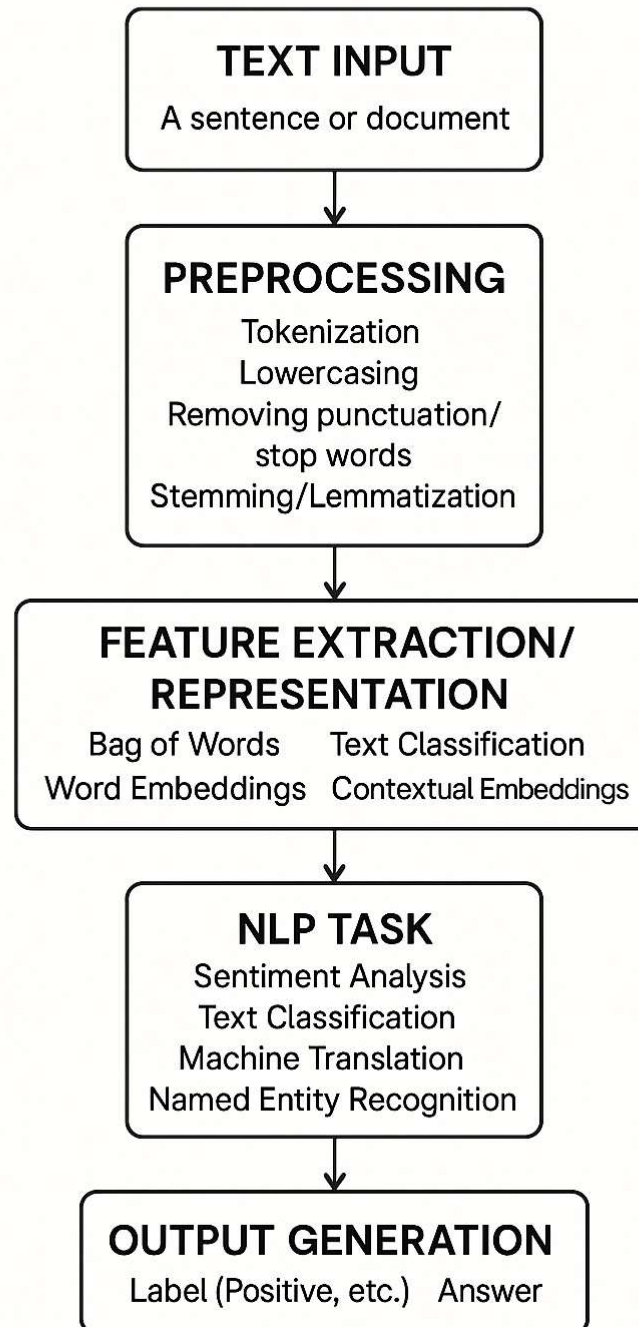 TEXT INPUT
A sentence or document
PREPROCESSING
Tokenization
Lowercasing
Removing punctuation/
stop words
Stemming/Lemmatization
FEATURE EXTRACTION/
REPRESENTATION
Bag of Words Text Classification
Word Embeddings Contextual Embeddings
NLP TASK
Sentiment Analysis
Text Classification
Machine Translation
Named Entity Recognition
OUTPUT GENERATION
Label (Positive, etc.) Answer